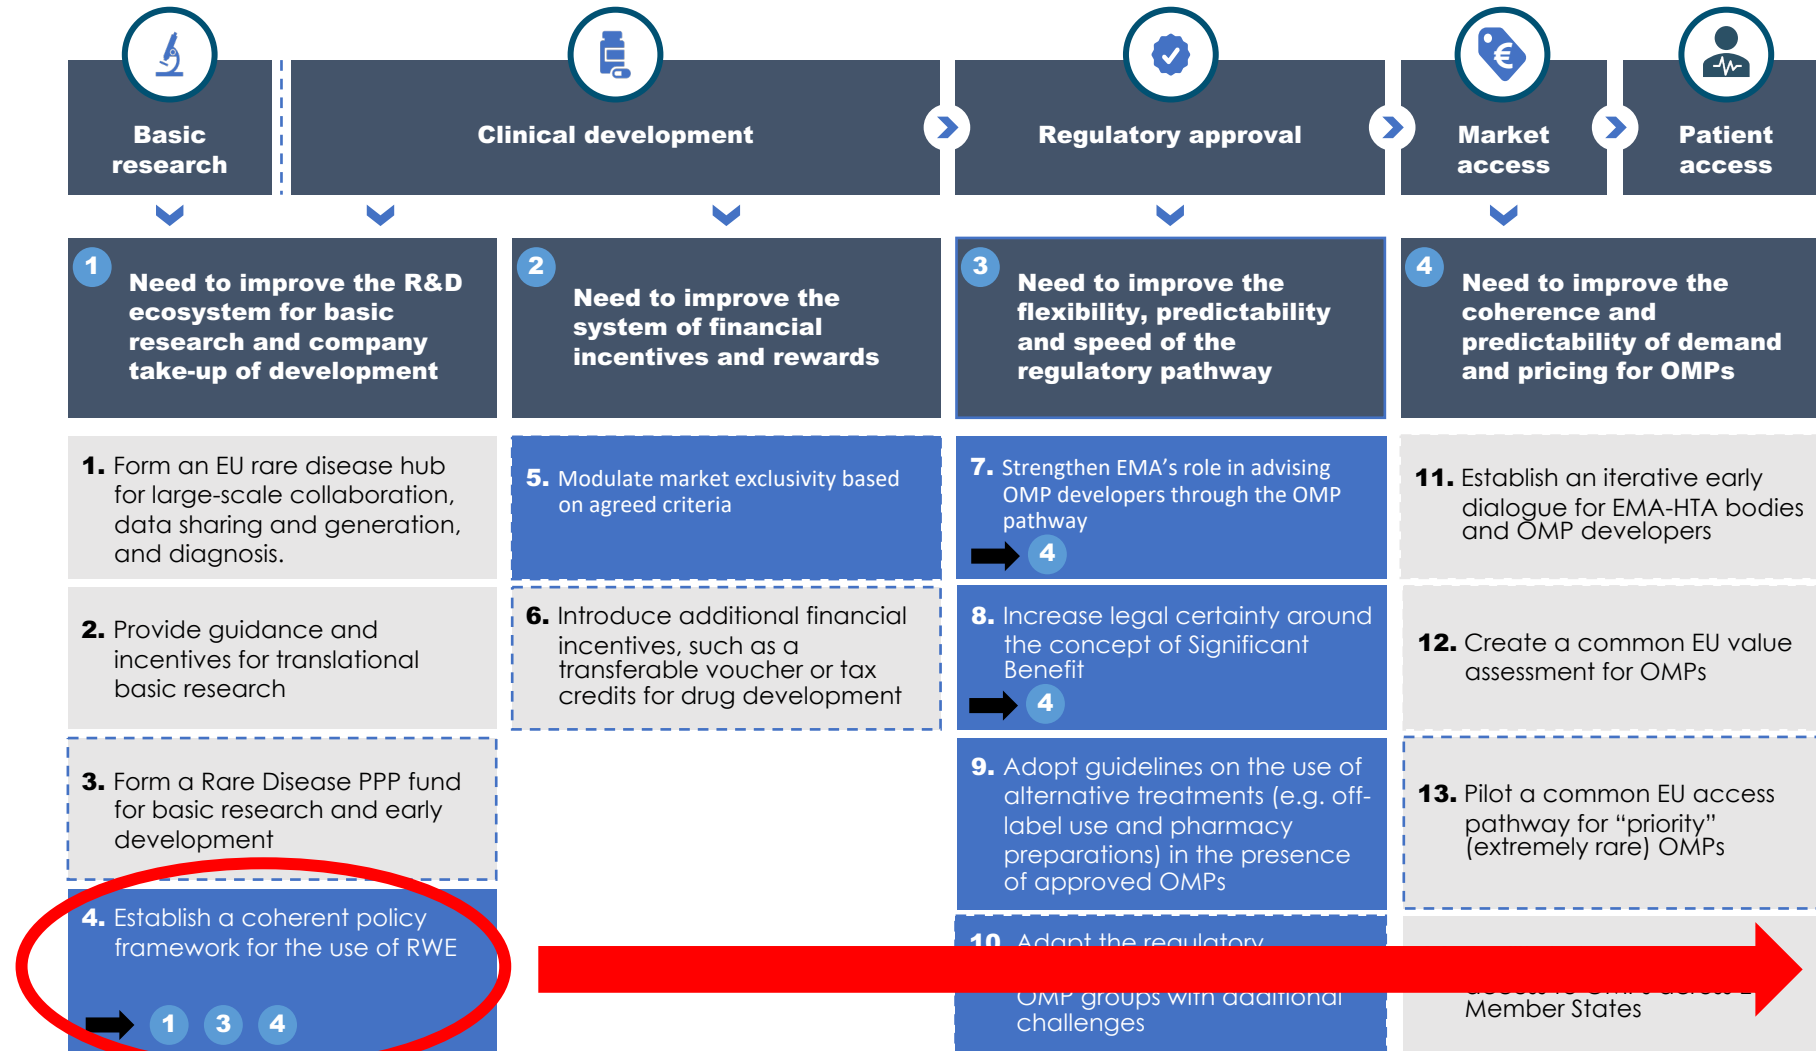 Basic
research
Clinical development
Regulatory approval
Market
access
Patient
access
€
1
Need to improve the R&D
ecosystem for basic
research and company
take-up of development
2
Need to improve the
system of financial
incentives and rewards
3
Need to improve the
flexibility, predictability
and speed of the
regulatory pathway
4
Need to improve the
coherence and
predictability of demand
and pricing for OMPs
1. Form an EU rare disease hub
for large-scale collaboration,
data sharing and generation,
and diagnosis.
2. Provide guidance and
incentives for translational
basic research
3. Form a Rare Disease PPP fund
for basic research and early
development
4. Establish a coherent policy
framework for the use of RWE
1 3 4
5. Modulate market exclusivity based
on agreed criteria
6. Introduce additional financial
incentives, such as a
transferable voucher or tax
credits for drug development
7. Strengthen EMA's role in advising
OMP developers through the OMP
pathway
4
8. Increase legal certainty around
the concept of Significant
Benefit
4
9. Adopt guidelines on the use of
alternative treatments (e.g. off-
label use and pharmacy
preparations) in the presence
of approved OMPs
10. Adapt the regulatory
OMP groups with additional
challenges
11. Establish an iterative early
dialogue for EMA-HTA bodies
and OMP developers
12. Create a common EU value
assessment for OMPs
13. Pilot a common EU access
pathway for “priority”
(extremely rare) OMPs
access to OMPs across
Member States